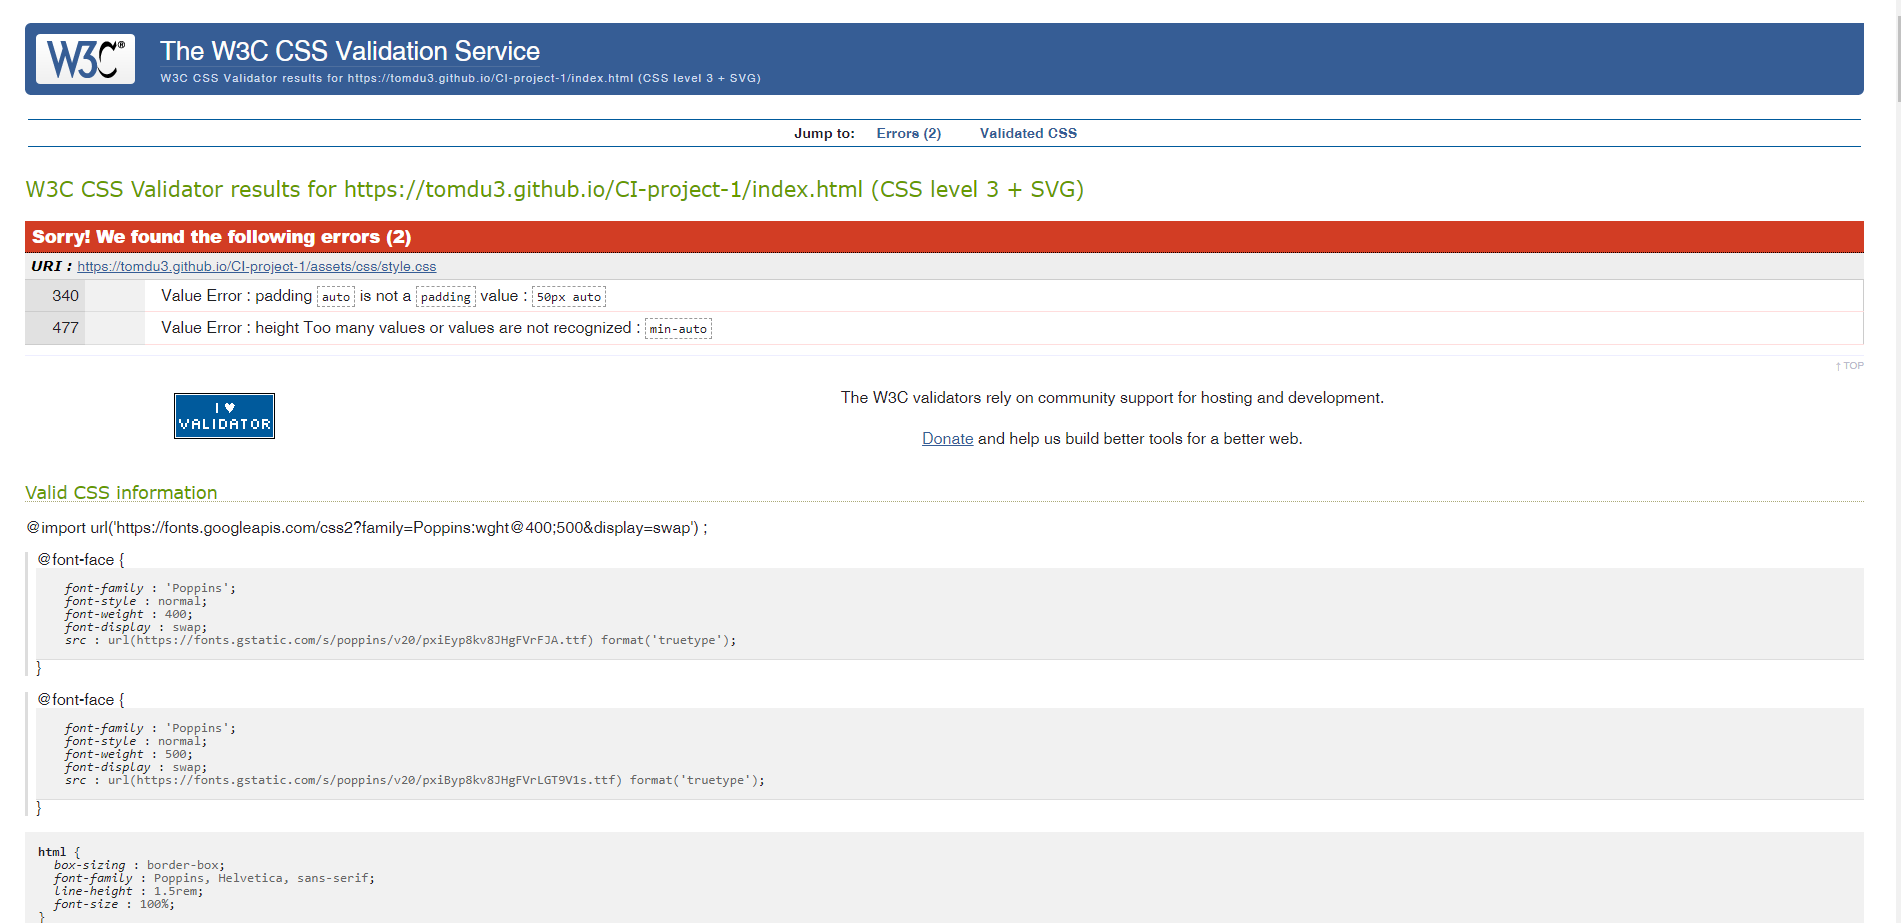 W3C®
The W3C CSS Validation Service
W3C CSS Validator results for https://tomdu3.github.io/CI-project-1/index.html (CSS level 3 + SVG)
Jump to: Errors (2) Validated CSS
W3C CSS Validator results for https://tomdu3.github.io/CI-project-1/index.html (CSS level 3 + SVG)
Sorry! We found the following errors (2)
URI : https://tomdu3.github.io/CI-project-1/assets/css/style.css
340 Value Error : padding auto is not a padding value : 50px auto
477 Value Error : height Too many values or values are not recognized : min-auto
↑ TOP
I ♥
VALIDATOR
The W3C validators rely on community support for hosting and development.
Donate and help us build better tools for a better web.
Valid CSS information
@import url('https://fonts.googleapis.com/css2?family=Poppins:wght@400;500&display=swap') ;
@font-face {
font-family : 'Poppins';
font-style : normal;
font-weight : 400;
font-display : swap;
src : url(https://fonts.gstatic.com/s/poppins/v20/pxiEyp8kv8JHgFVrFJA.ttf) format('truetype');
}
@font-face {
font-family : 'Poppins';
font-style : normal;
font-weight : 500;
font-display : swap;
src : url(https://fonts.gstatic.com/s/poppins/v20/pxiByp8kv8JHgFVrLGT9V1s.ttf) format('truetype');
}
html {
box-sizing : border-box;
font-family : Poppins, Helvetica, sans-serif;
line-height : 1.5rem;
font-size : 100%;
}